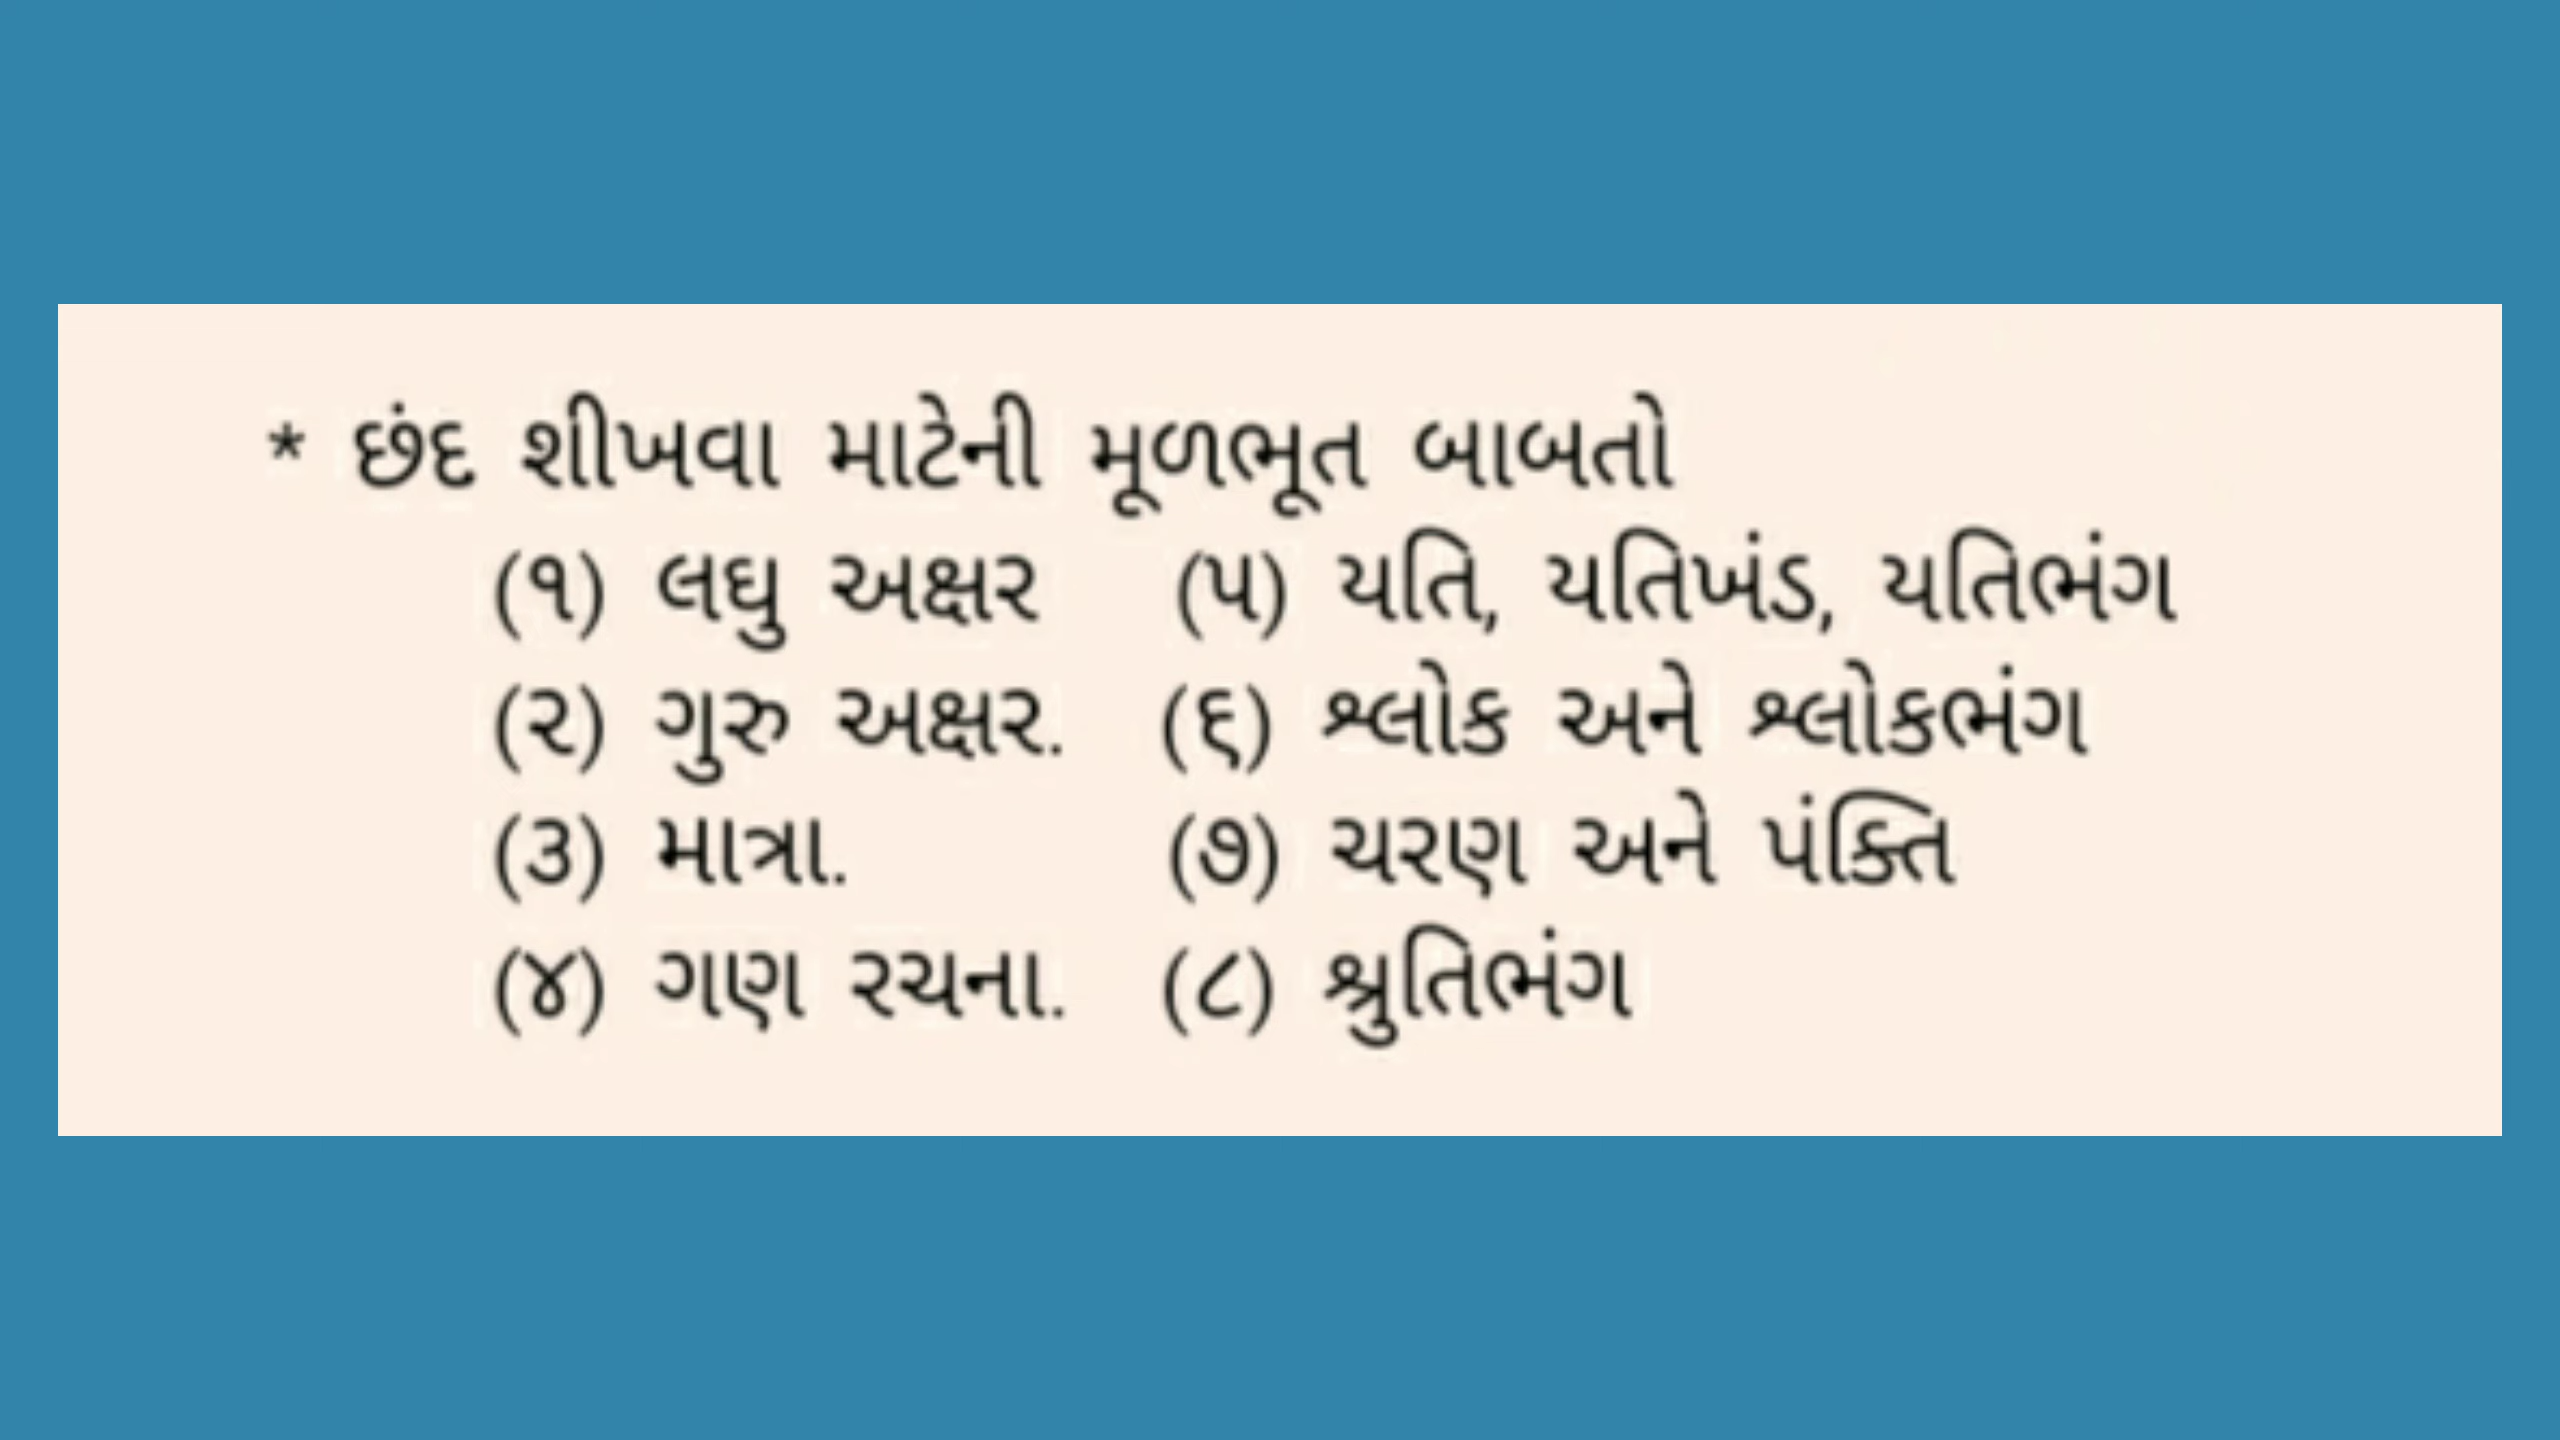 * છંદ શીખવા માટેની મૂળભૂત બાબતો
(૧) લઘુ અક્ષર (૫) યતિ, યતિખંડ, યતિભંગ
(૨) ગુરુ અક્ષર. (૬) શ્લોક અને શ્લોકભંગ
(૩) માત્રા. (૭) ચરણ અને પંક્તિ
(૪) ગણ રચના. (૮) શ્રુતિભંગ